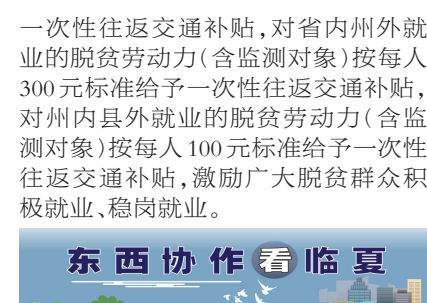 一次性往返交通补贴,对省内州外就
业的脱贫劳动力(含监测对象)按每人
300元标准给予一次性往返交通补贴,
对州内县外就业的脱贫劳动力(含监
测对象)按每人100元标准给予一次性
往返交通补贴,激励广大脱贫群众积
极就业、稳岗就业。
东西协作看临夏